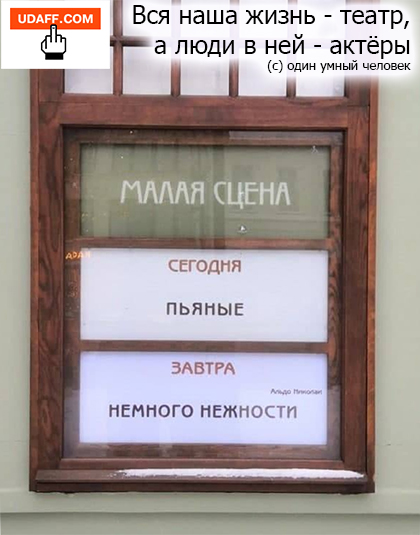 UDAFF.COM
Вся наша жизнь - театр,
а люди в ней - актёры
(с) один умный человек
МАЛАЯ СЦЕНА
СЕГОДНЯ
ПЬЯНЫЕ
ЗАВТРА
Альдо Николаи
НЕМНОГО НЕЖНОСТИ